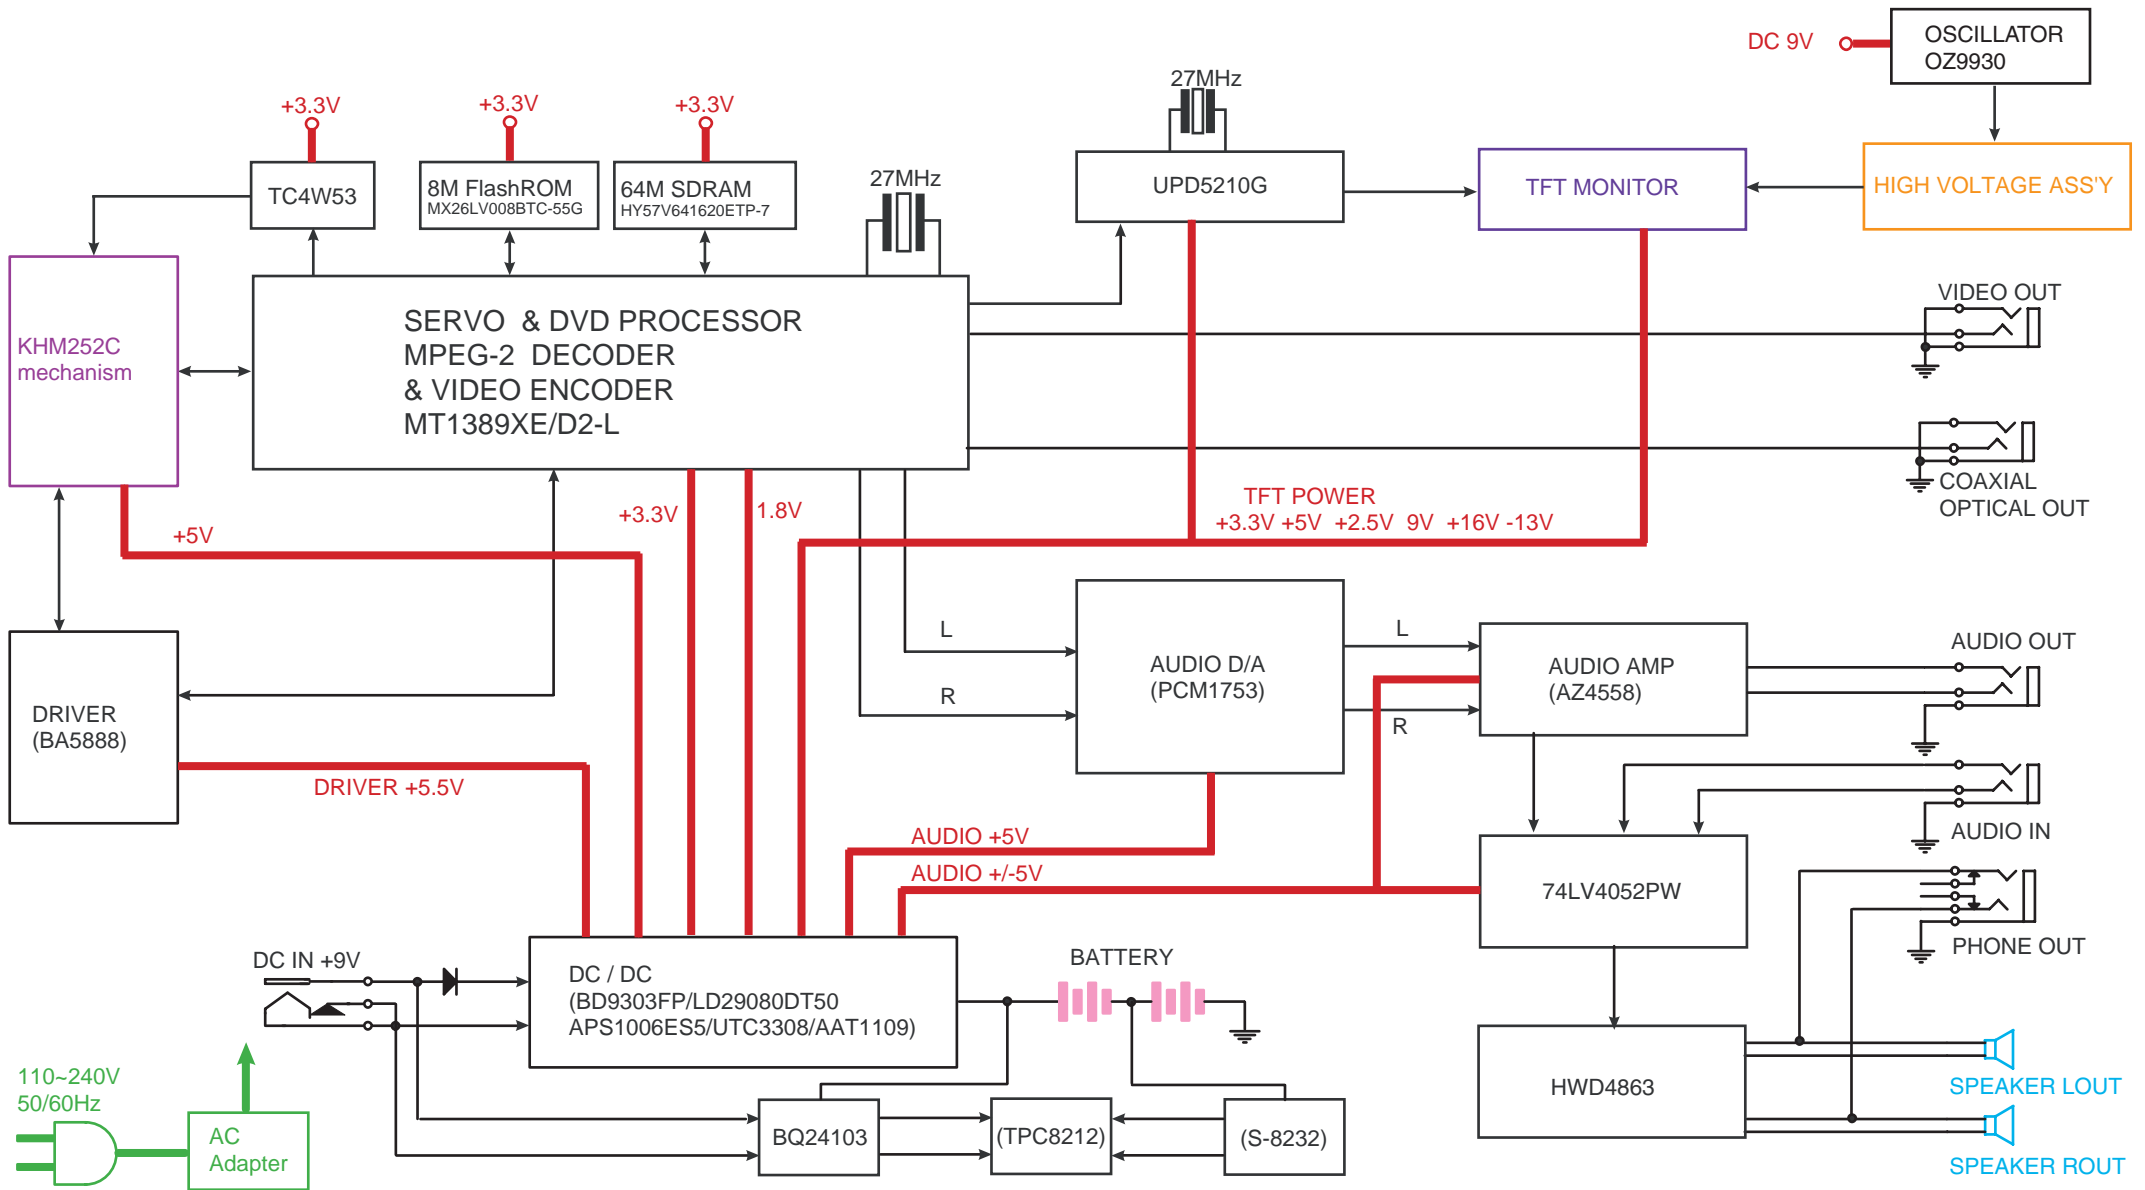 DC 9V
OSCILLATOR
OZ9930
27MHz
+3.3V
+3.3V
+3.3V
TC4W53
8M FlashROM
MX26LV008BTC-55G
64M SDRAM
HY57V641620ETP-7
27MHz
UPD5210G
TFT MONITOR
HIGH VOLTAGE ASS'Y
KHM252C
mechanism
SERVO & DVD PROCESSOR
MPEG-2 DECODER
& VIDEO ENCODER
MT1389XE/D2-L
VIDEO OUT
COAXIAL
OPTICAL OUT
+5V
+3.3V
1.8V
TFT POWER
+3.3V +5V +2.5V 9V +16V -13V
L
R
AUDIO D/A
(PCM1753)
L
R
AUDIO AMP
(AZ4558)
AUDIO OUT
DRIVER
(BA5888)
DRIVER +5.5V
AUDIO +5V
AUDIO +/-5V
74LV4052PW
AUDIO IN
PHONE OUT
DC IN +9V
DC / DC
(BD9303FP/LD29080DT50
APS1006ES5/UTC3308/AAT1109)
BATTERY
HWD4863
SPEAKER LOUT
SPEAKER ROUT
110~240V
50/60Hz
AC
Adapter
BQ24103
(TPC8212)
(S-8232)